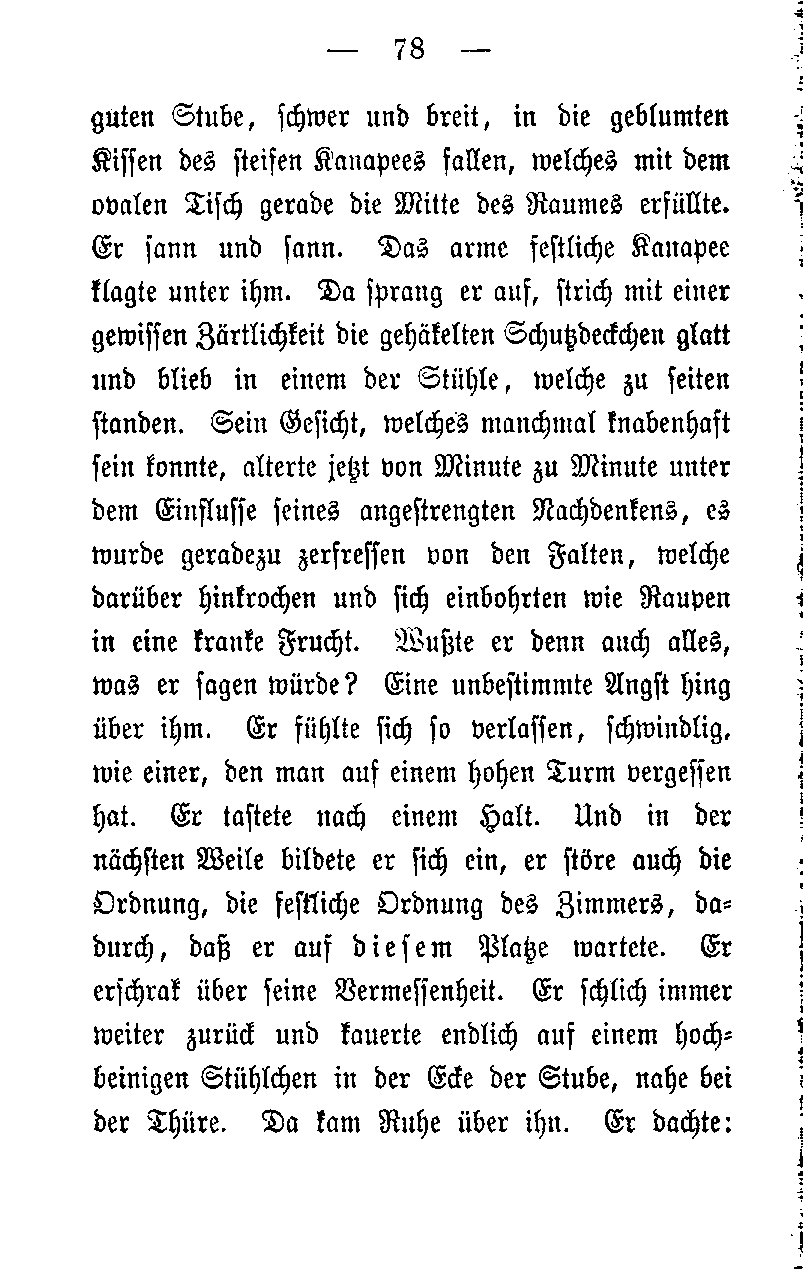 — 78 —
guten Stube, schwer und breit, in die geblumten
Kissen des steifen Kanapees fallen, welches mit dem
ovalen Tisch gerade die Mitte des Raumes erfüllte.
Er sann und sann. Das arme festliche Kanapee
klagte unter ihm. Da sprang er auf, strich mit einer
gewissen Zärtlichkeit die gehäkelten Schutzdeckchen glatt
und blieb in einem der Stühle, welche zu seiten
standen. Sein Gesicht, welches manchmal knabenhaft
sein konnte, alterte jetzt von Minute zu Minute unter
dem Einflusse seines angestrengten Nachdenkens, es
wurde geradezu zerfressen von den Falten, welche
darüber hinkrochen und sich einbohrten wie Raupen
in eine kranke Frucht. Wußte er denn auch alles,
was er sagen würde? Eine unbestimmte Angst hing
über ihm. Er fühlte sich so verlassen, schwindlig,
wie einer, den man auf einem hohen Turm vergessen
hat. Er tastete nach einem Halt. Und in der
nächsten Weile bildete er sich ein, er störe auch die
Ordnung, die festliche Ordnung des Zimmers, da-
durch, daß er auf diesem Platze wartete. Er
erschrak über seine Vermessenheit. Er schlich immer
weiter zurück und kauerte endlich auf einem hoch-
beinigen Stühlchen in der Ecke der Stube, nahe bei
der Thüre. Da kam Ruhe über ihn. Er dachte: